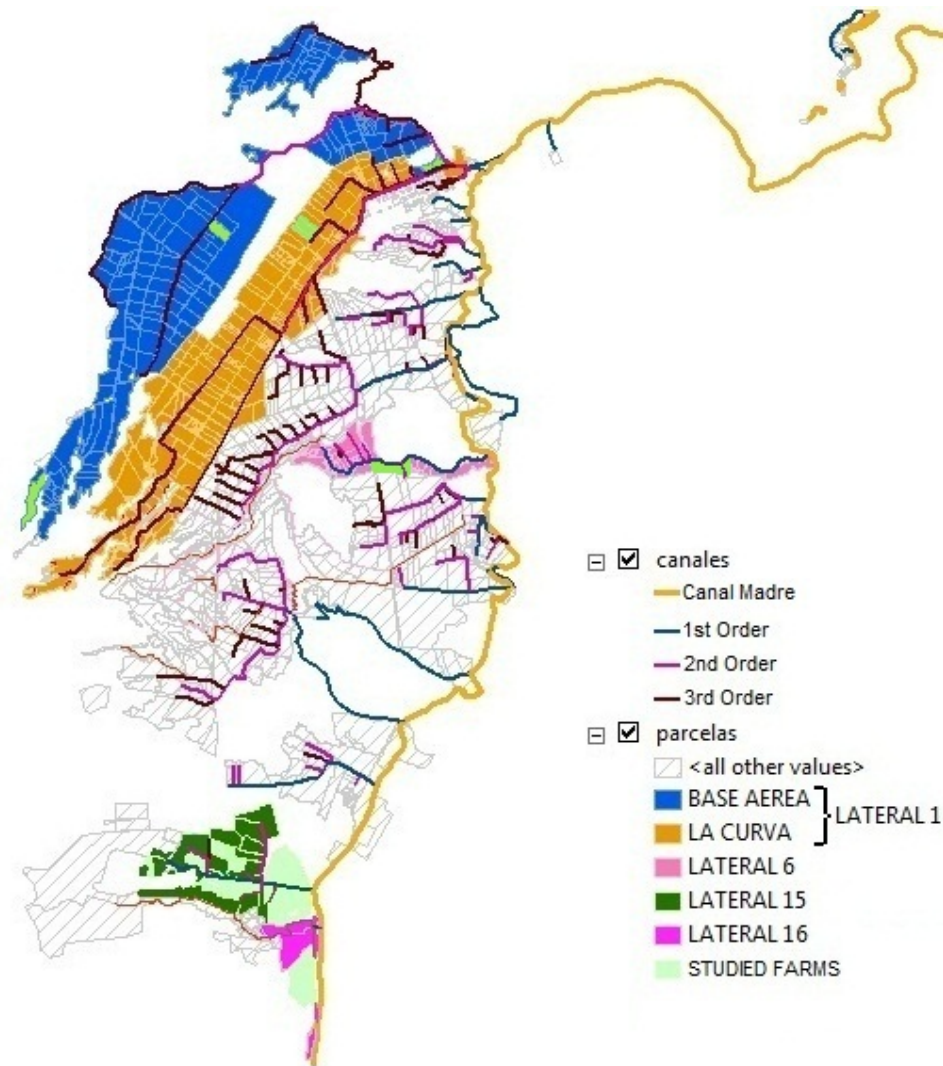 canales
Canal Madre
1st Order
2nd Order
3rd Order
parcelas
<all other values>
BASE AEREA
LA CURVA
LATERAL 1
LATERAL 6
LATERAL 15
LATERAL 16
STUDIED FARMS